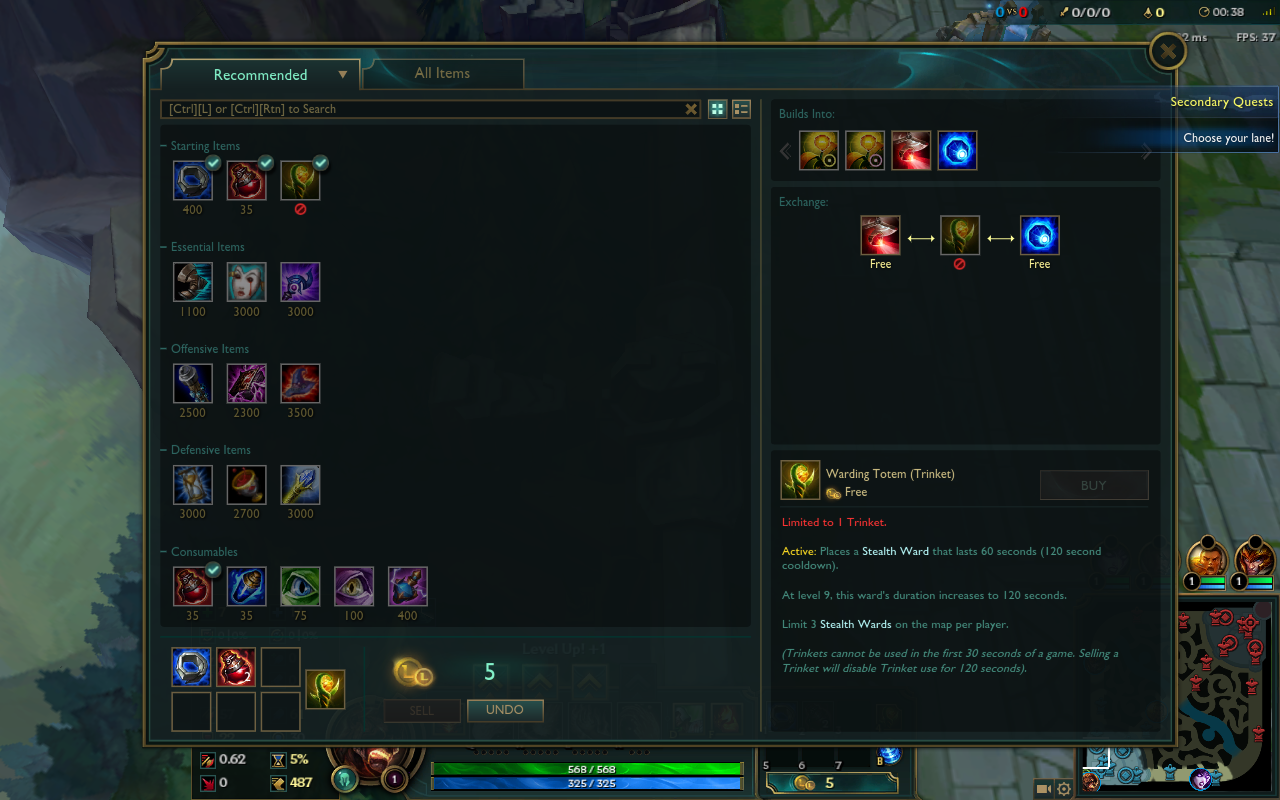 0 vs 0
0/0/0
0
00:38
2 ms
FPS: 37
Recommended
All Items
[Ctrl][L] or [Ctrl][Rtn] to Search
Starting Items
400
35
Essential Items
1100
3000
3000
Offensive Items
2500
2300
3500
Defensive Items
3000
2700
3000
Consumables
35
35
75
100
400
Level Up! +1
2
5
SELL
UNDO
Builds Into:
Exchange:
Free
Free
Warding Totem (Trinket)
Free
BUY
Limited to 1 Trinket.
Active: Places a Stealth Ward that lasts 60 seconds (120 second
cooldown).
At level 9, this ward's duration increases to 120 seconds.
Limit 3 Stealth Wards on the map per player.
(Trinkets cannot be used in the first 30 seconds of a game. Selling a
Trinket will disable Trinket use for 120 seconds).
Secondary Quests
Choose your lane!
1
1
0.62
5%
0
487
1
568 / 568
325 / 325
5
6
7
B
5